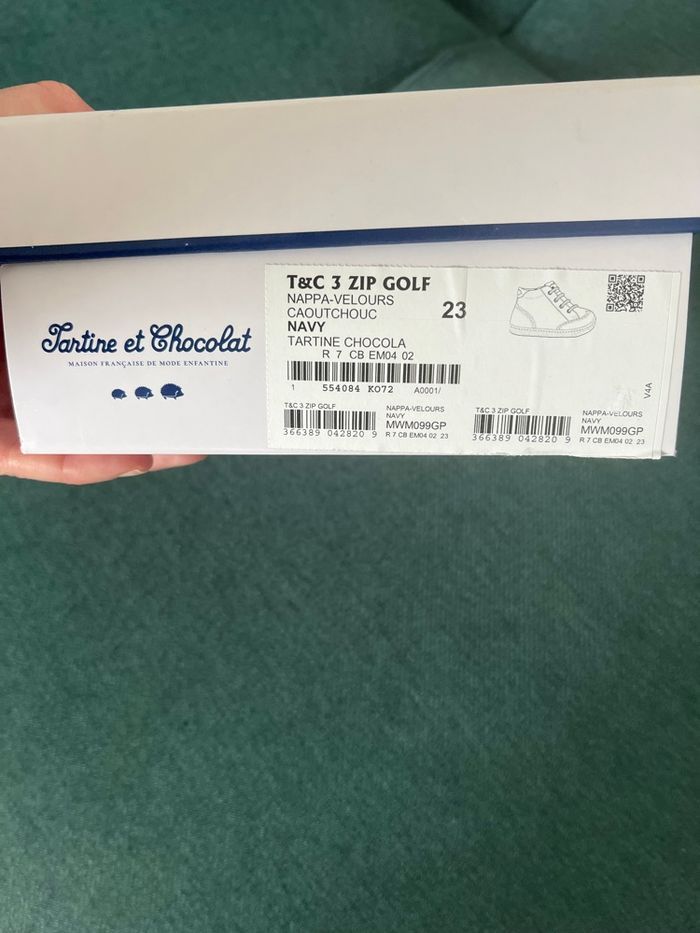 Tartine et Chocolat
MAISON FRANÇAISE DE MODE ENFANTINE
T&C 3 ZIP GOLF
NAPPA-VELOURS
CAOUTCHOUC
23
NAVY
TARTINE CHOCOLA
R 7 CB EM04 02
1 554084 KO72 A0001/
V4A
T&C 3 ZIP GOLF
NAPPA-VELOURS
NAVY
MWM099GP
366389 042820 9
R 7 CB EM04 02 23
T&C 3 ZIP GOLF
NAPPA-VELOURS
NAVY
MWM099GP
366389 042820 9
R 7 CB EM04 02 23